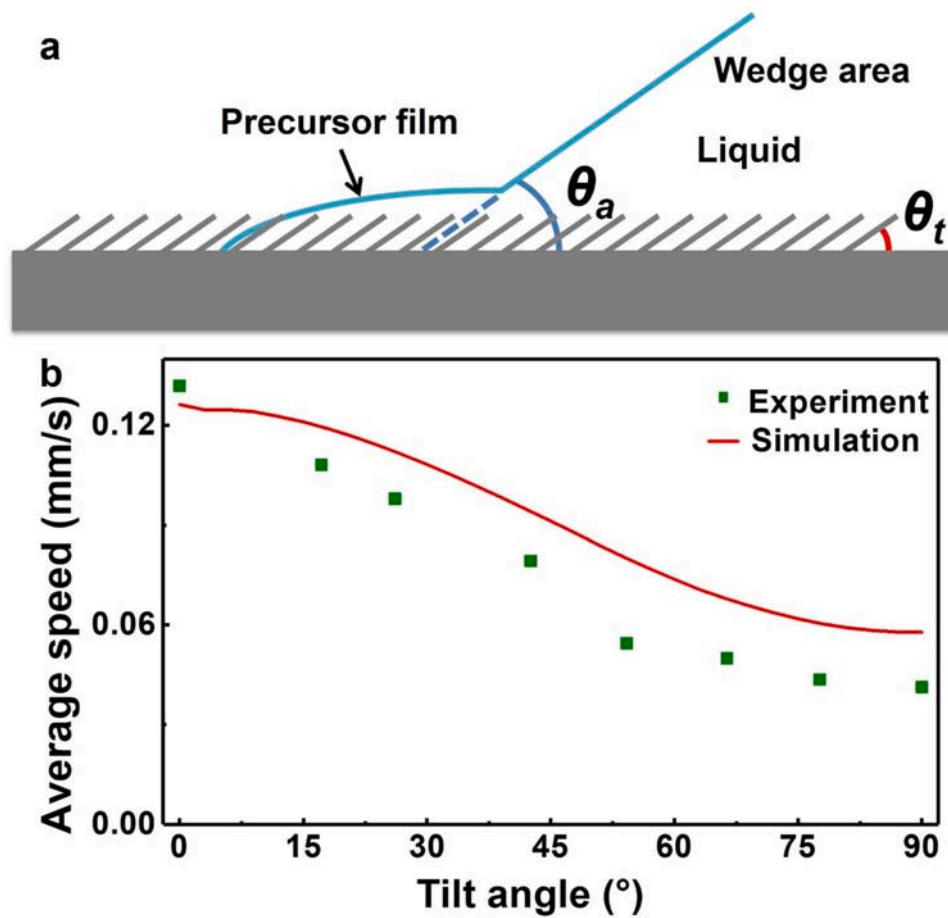 a
Wedge area
Precursor film
Liquid
θa
θt
b
Experiment
Simulation
Average speed (mm/s)
0.12
0.06
0.00
0 15 30 45 60 75 90
Tilt angle (°)